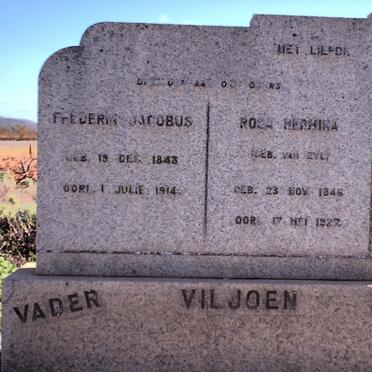 MET LIEFDE
FREDERIK JACOBUS
GEB. 19 DES. 1843
OORL. 1 JULIE 1914.
ROSA HERMINA
(GEB. VAN ZYL)
GEB. 23 NOV. 1846
OORL. 17 MEI 1927.
VADER VILJOEN